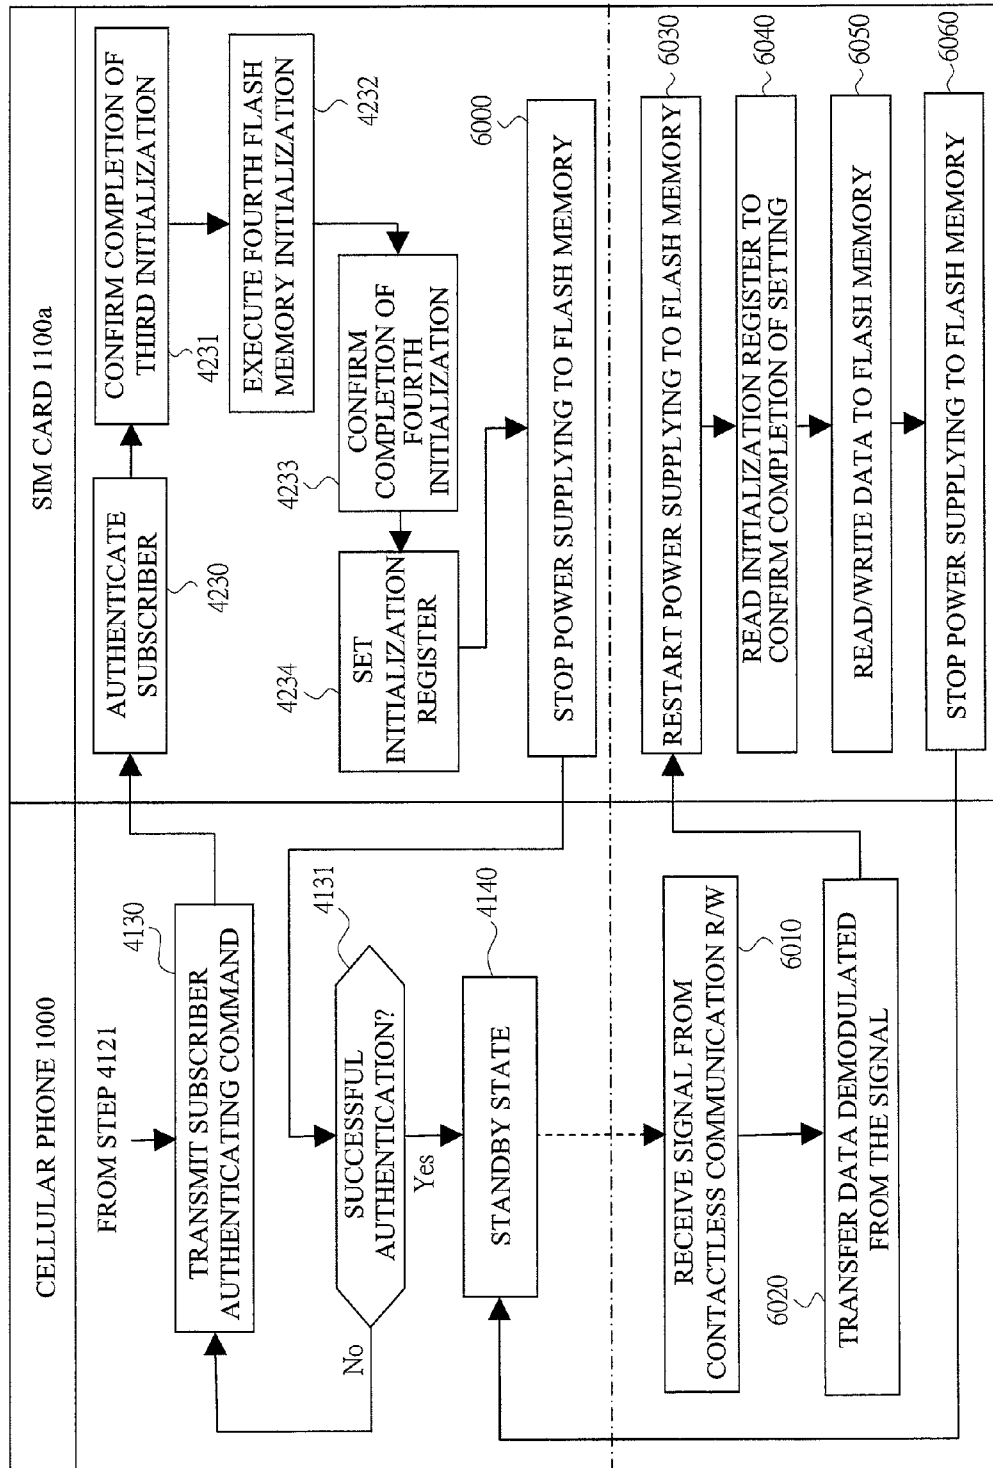 CELLULAR PHONE 1000
FROM STEP 4121
4130
TRANSMIT SUBSCRIBER
AUTHENTICATING COMMAND
4131
SUCCESSFUL
AUTHENTICATION?
No
Yes
4140
STANDBY STATE
RECEIVE SIGNAL FROM
CONTACTLESS COMMUNICATION R/W
6010
6020
TRANSFER DATA DEMODULATED
FROM THE SIGNAL
SIM CARD 1100a
AUTHENTICATE
SUBSCRIBER
4230
CONFIRM COMPLETION OF
THIRD INITIALIZATION
4231
EXECUTE FOURTH FLASH
MEMORY INITIALIZATION
4232
4233
CONFIRM
COMPLETION OF
FOURTH
INITIALIZATION
4234
SET
INITIALIZATION
REGISTER
6000
STOP POWER SUPPLYING TO FLASH MEMORY
6030
RESTART POWER SUPPLYING TO FLASH MEMORY
6040
READ INITIALIZATION REGISTER TO
CONFIRM COMPLETION OF SETTING
6050
READ/WRITE DATA TO FLASH MEMORY
6060
STOP POWER SUPPLYING TO FLASH MEMORY